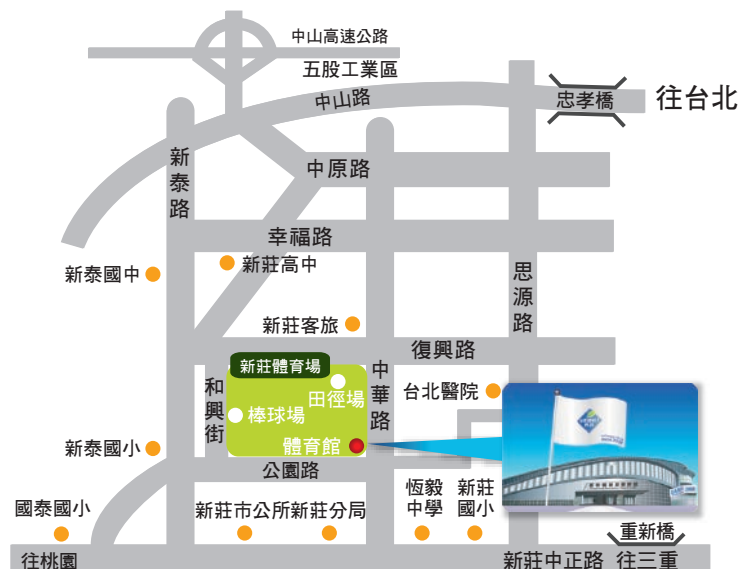 中山高速公路
五股工業區
中山路
忠孝橋
往台北
新泰路
中原路
幸福路
新莊高中
新泰國中
思源路
新莊客旅
復興路
新莊體育場
中華路
和興街
田徑場
台北醫院
棒球場
體育館
新泰國小
公園路
國泰國小
新莊市公所
新莊分局
恆毅
中學
新莊
國小
重新橋
往桃園
新莊中正路
往三重